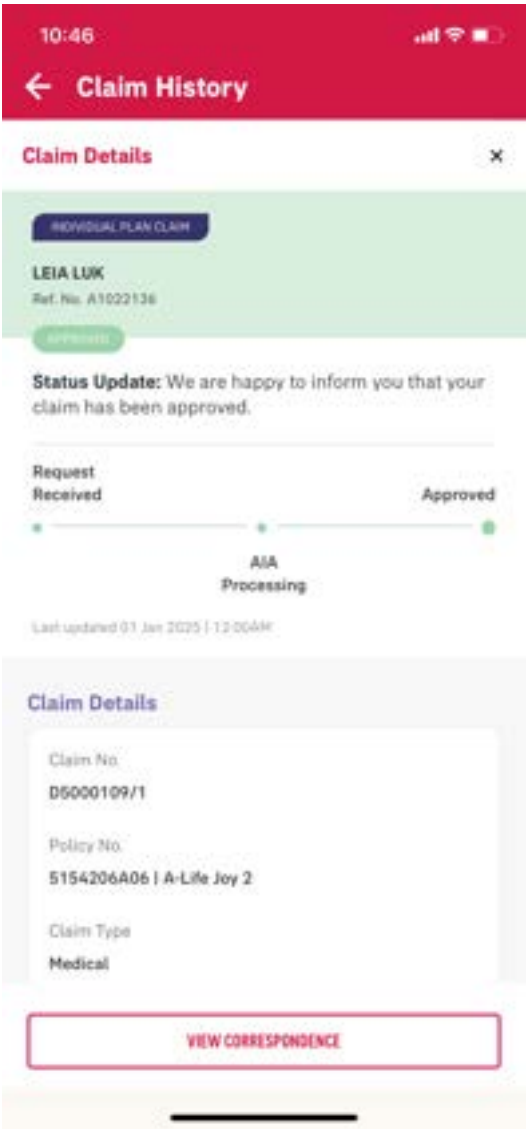 10:46
Claim History
Claim Details
INDIVIDUAL PLAN CLAIM
LEIA LUK
Ref. No. A1022136
APPROVED
Status Update: We are happy to inform you that your
claim has been approved.
Request
Received
Approved
AIA
Processing
Last updated 01 Jan 2025 | 12:00AM
Claim Details
Claim No.
D5000109/1
Policy No.
5154206A06 | A-Life Joy 2
Claim Type
Medical
VIEW CORRESPONDENCE